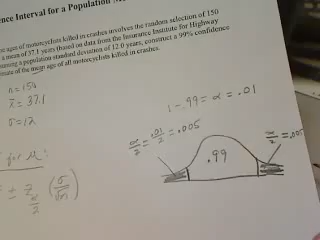 ence Interval for a Population M
ages of motorcyclists killed in crashes involves the random selection of 150
a mean of 37.1 years (based on data from the Insurance Institute for Highway
uming a population standard deviation of 12.0 years, construct a 99% confidence
timate of the mean age of all motorcyclists killed in crashes.
n=150
x̄=37.1
σ=12
1-.99=α=.01
α/2=.01/2=.005
α/2=.005
.99
for μ:
± z α/2 (σ/√n)